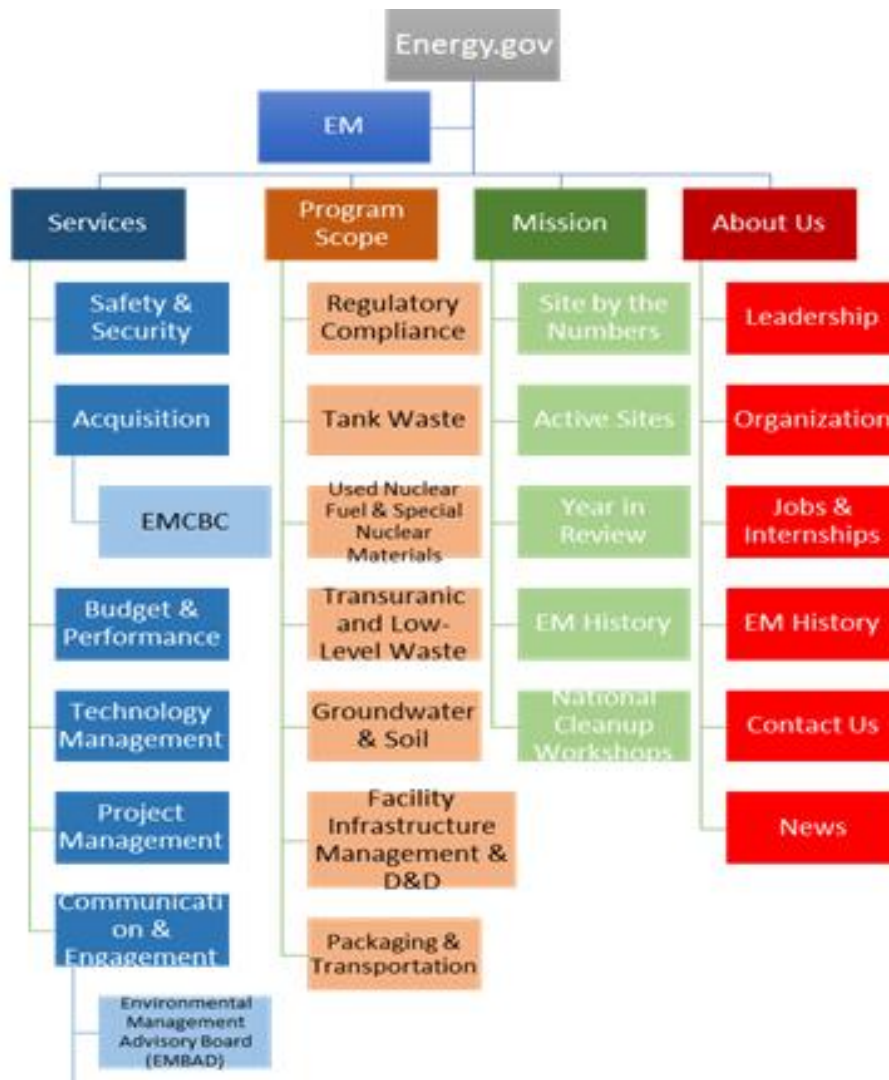 Energy.gov
EM
Services
Safety &
Security
Acquisition
EMCBC
Budget &
Performance
Technology
Management
Project
Management
Communicati
on &
Engagement
Environmental
Management
Advisory Board
(EMBAD)
Program
Scope
Regulatory
Compliance
Tank Waste
Used Nuclear
Fuel & Special
Nuclear
Materials
Transuranic
and Low-
Level Waste
Groundwater
& Soil
Facility
Infrastructure
Management &
D&D
Packaging &
Transportation
Mission
Site by the
Numbers
Active Sites
Year in
Review
EM History
National
Cleanup
Workshops
About Us
Leadership
Organization
Jobs &
Internships
EM History
Contact Us
News